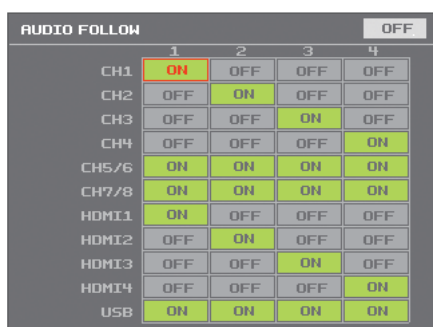 AUDIO FOLLOW OFF
1 2 3 4
CH1 ON OFF OFF OFF
CH2 OFF ON OFF OFF
CH3 OFF OFF ON OFF
CH4 OFF OFF OFF ON
CH5/6 ON ON ON ON
CH7/8 ON ON ON ON
HDMI1 ON OFF OFF OFF
HDMI2 OFF ON OFF OFF
HDMI3 OFF OFF ON OFF
HDMI4 OFF OFF OFF ON
USB ON ON ON ON